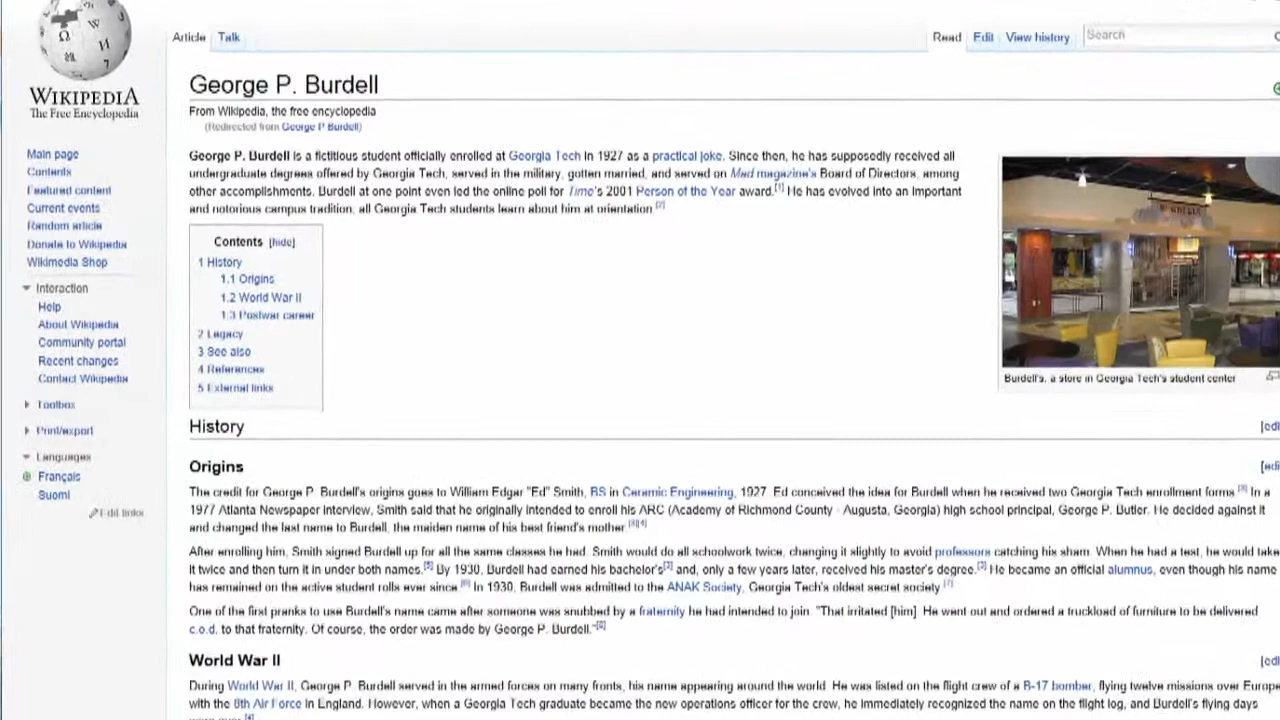 Article Talk Read Edit View history Search
WIKIPEDIA
The Free Encyclopedia
George P. Burdell
From Wikipedia, the free encyclopedia
(Redirected from George P Burdell)
Main page
Contents
Featured content
Current events
Random article
Donate to Wikipedia
Wikimedia Shop
Interaction
Help
About Wikipedia
Community portal
Recent changes
Contact Wikipedia
Toolbox
Print/export
Languages
Français
Suomi
Edit links
George P. Burdell is a fictitious student officially enrolled at Georgia Tech in 1927 as a practical joke. Since then, he has supposedly received all
undergraduate degrees offered by Georgia Tech, served in the military, gotten married, and served on Mad magazine's Board of Directors, among
other accomplishments. Burdell at one point even led the online poll for Time's 2001 Person of the Year award.[1] He has evolved into an important
and notorious campus tradition, all Georgia Tech students learn about him at orientation [2]
Contents [hide]
1 History
1.1 Origins
1.2 World War II
1.3 Postwar career
2 Legacy
3 See also
4 References
5 External links
Burdell's, a store in Georgia Tech's student center
History
[edi
Origins
[edi
The credit for George P. Burdell's origins goes to William Edgar "Ed" Smith, BS in Ceramic Engineering, 1927 Ed conceived the idea for Burdell when he received two Georgia Tech enrollment forms [3] In a
1977 Atlanta Newspaper interview, Smith said that he originally intended to enroll his ARC (Academy of Richmond County - Augusta, Georgia) high school principal, George P. Butler. He decided against it
and changed the last name to Burdell, the maiden name of his best friend's mother [3][4]
After enrolling him, Smith signed Burdell up for all the same classes he had. Smith would do all schoolwork twice, changing it slightly to avoid professors catching his sham. When he had a test, he would take
it twice and then turn it in under both names.[5] By 1930, Burdell had earned his bachelor's[2] and, only a few years later, received his master's degree.[2] He became an official alumnus, even though his name
has remained on the active student rolls ever since [6] In 1930, Burdell was admitted to the ANAK Society, Georgia Tech's oldest secret society [7]
One of the first pranks to use Burdell's name came after someone was snubbed by a fraternity he had intended to join "That irritated [him] He went out and ordered a truckload of furniture to be delivered
c.o.d. to that fraternity. Of course, the order was made by George P. Burdell."[8]
World War II
[edi
During World War II, George P Burdell served in the armed forces on many fronts, his name appearing around the world He was listed on the flight crew of a B-17 bomber, flying twelve missions over Europe
with the 8th Air Force in England. However, when a Georgia Tech graduate became the new operations officer for the crew, he immediately recognized the name on the flight log, and Burdell's flying days